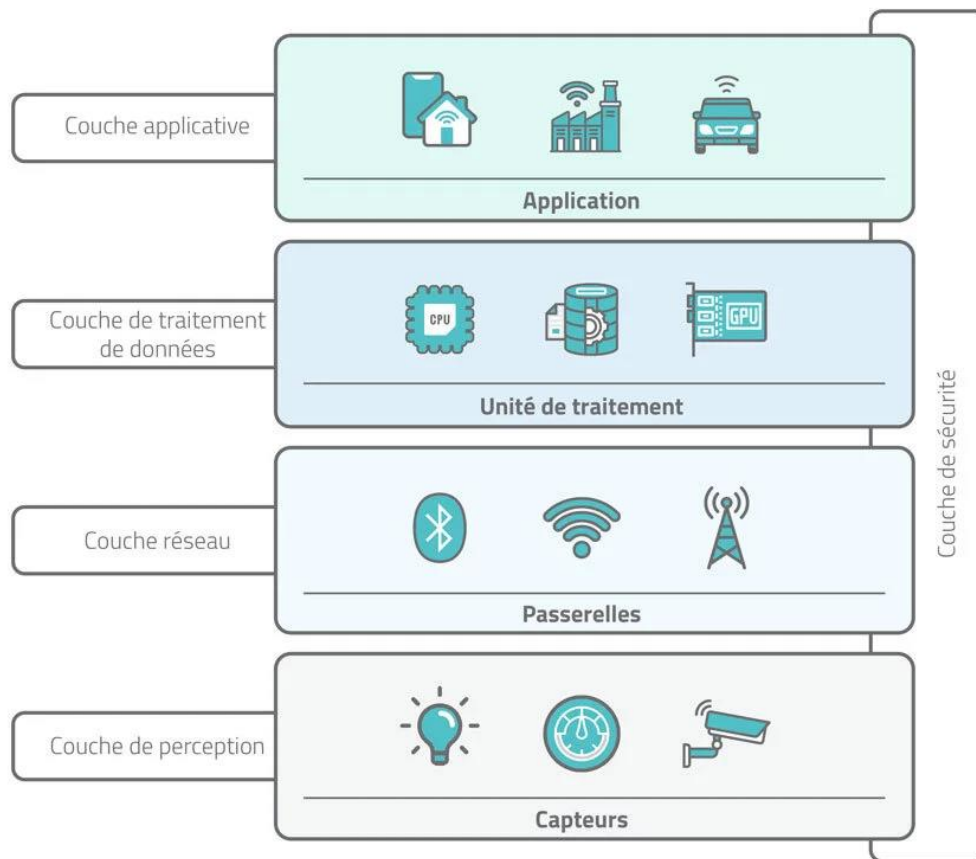 Couche applicative
Application
Couche de traitement
de données
CPU
GPU
Unité de traitement
Couche réseau
Passerelles
Couche de perception
Capteurs
Couche de sécurité